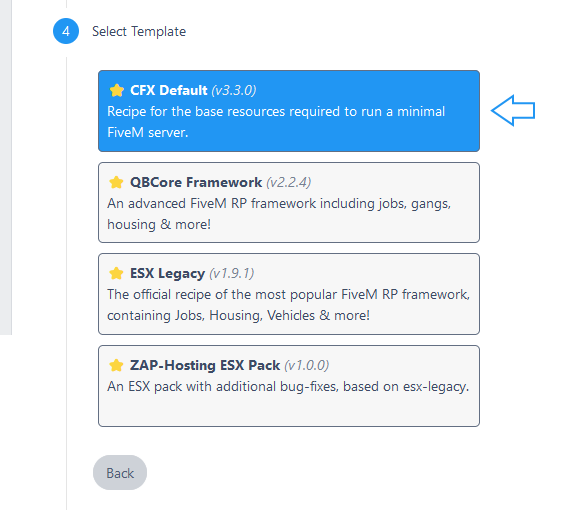 4 Select Template
CFX Default (v3.3.0)
Recipe for the base resources required to run a minimal
FiveM server.
QBCore Framework (v2.2.4)
An advanced FiveM RP framework including jobs, gangs,
housing & more!
ESX Legacy (v1.9.1)
The official recipe of the most popular FiveM RP framework,
containing Jobs, Housing, Vehicles & more!
ZAP-Hosting ESX Pack (v1.0.0)
An ESX pack with additional bug-fixes, based on esx-legacy.
Back